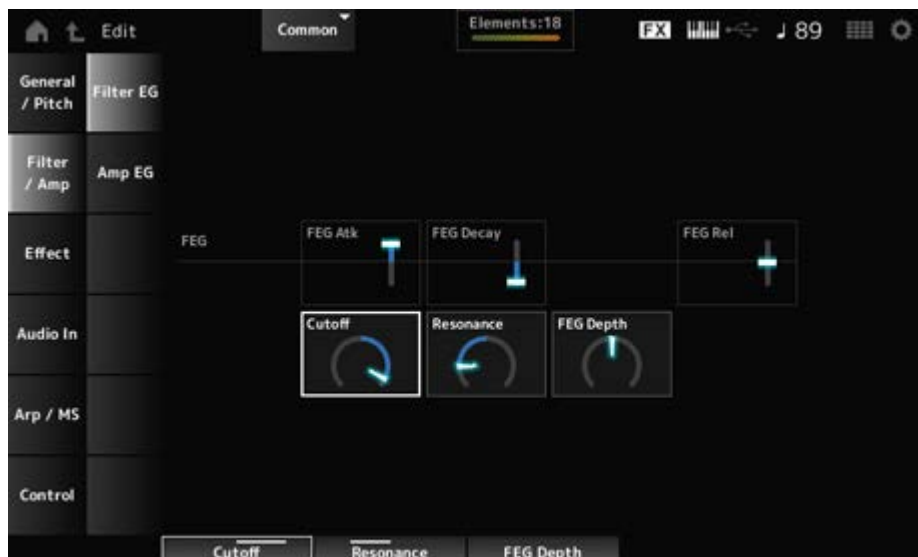 Edit
Common
Elements:18
FX
♩ 89
General / Pitch
Filter EG
Filter / Amp
Amp EG
Effect
Audio In
Arp / MS
Control
FEG
FEG Atk
FEG Decay
FEG Rel
Cutoff
Resonance
FEG Depth
Cutoff
Resonance
FEG Depth